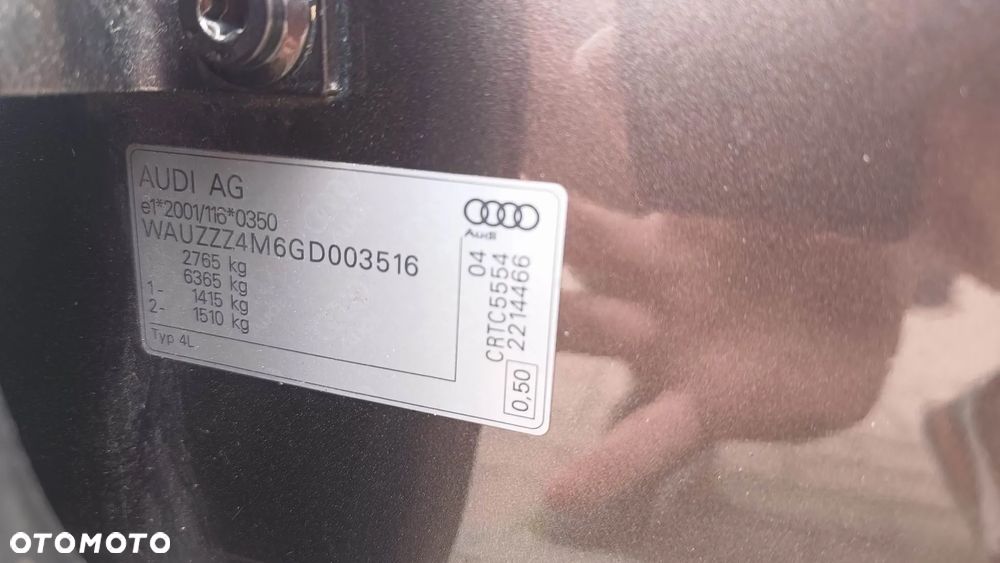 AUDI AG
e1*2001/116*0350
WAUZZZ4M6GD003516
2765 kg
6365 kg
1- 1415 kg
2- 1510 kg
Typ 4L
Audi
04
CRTC5554
2214466
0,50
OTOMOTO